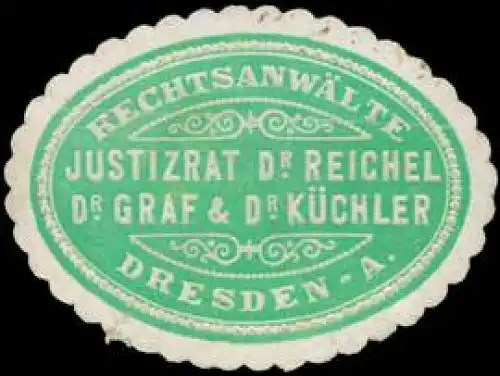 RECHTSANWÄLTE
JUSTIZRAT DR. REICHEL
DR. GRAF & DR. KÜCHLER
DRESDEN - A.